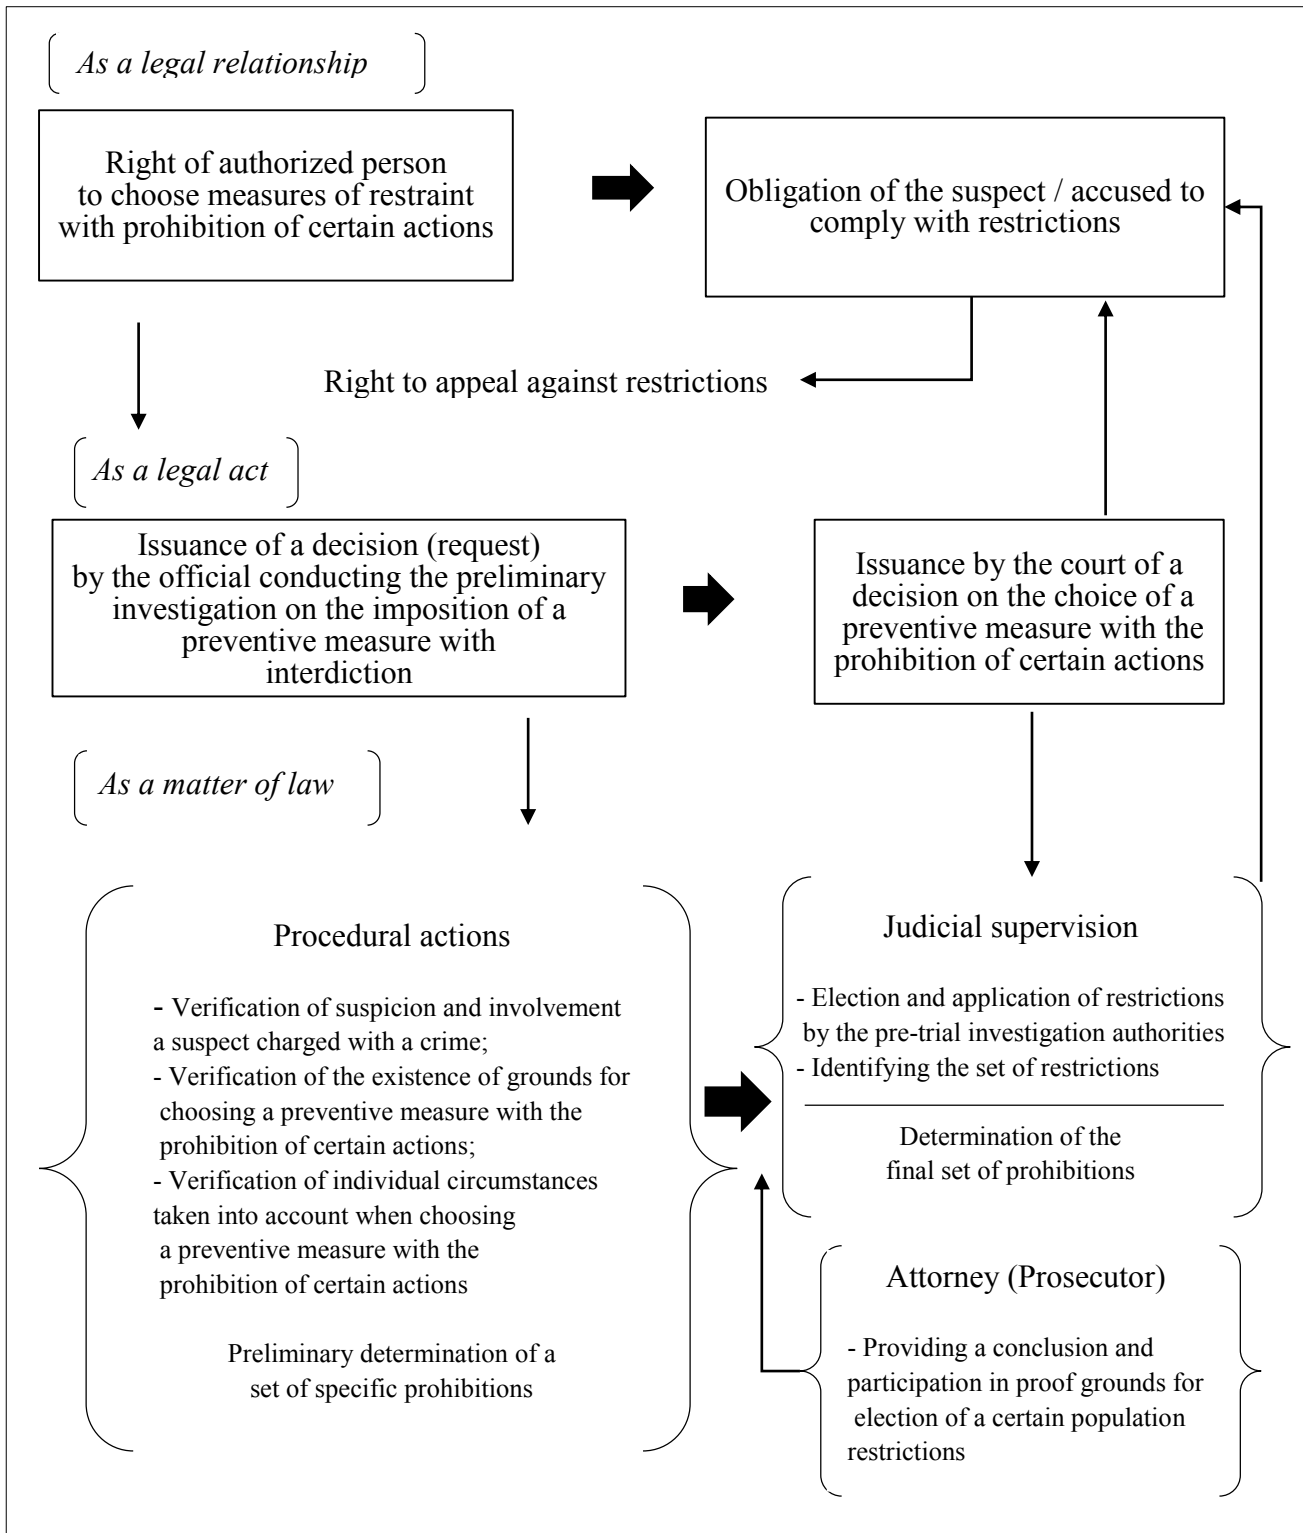 As a legal relationship
Right of authorized person
to choose measures of restraint
with prohibition of certain actions
Obligation of the suspect / accused to
comply with restrictions
Right to appeal against restrictions
As a legal act
Issuance of a decision (request)
by the official conducting the preliminary
investigation on the imposition of a
preventive measure with
interdiction
Issuance by the court of a
decision on the choice of a
preventive measure with the
prohibition of certain actions
As a matter of law
Procedural actions
- Verification of suspicion and involvement
a suspect charged with a crime;
- Verification of the existence of grounds for
choosing a preventive measure with the
prohibition of certain actions;
- Verification of individual circumstances
taken into account when choosing
a preventive measure with the
prohibition of certain actions
Preliminary determination of a
set of specific prohibitions
Judicial supervision
- Election and application of restrictions
by the pre-trial investigation authorities
- Identifying the set of restrictions
Determination of the
final set of prohibitions
Attorney (Prosecutor)
- Providing a conclusion and
participation in proof grounds for
election of a certain population
restrictions